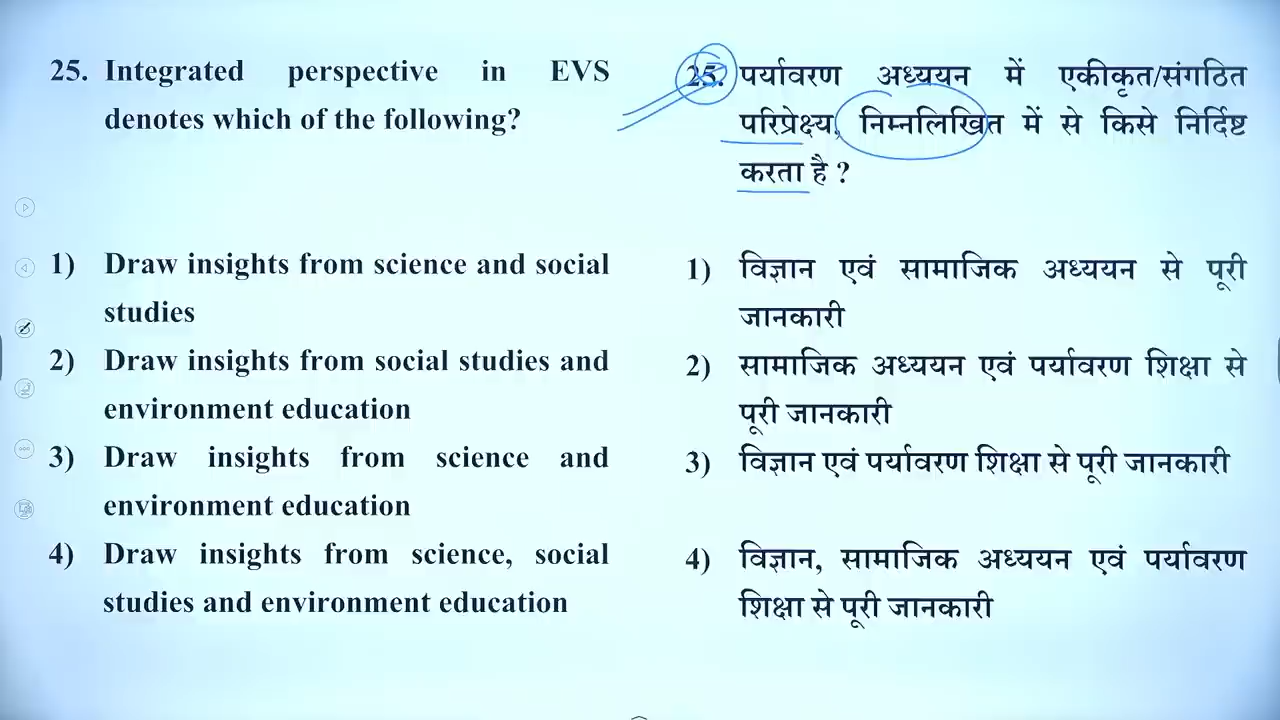 25. Integrated perspective in EVS
denotes which of the following?
1) Draw insights from science and social
studies
2) Draw insights from social studies and
environment education
3) Draw insights from science and
environment education
4) Draw insights from science, social
studies and environment education
25. पर्यावरण अध्ययन में एकीकृत/संगठित
परिप्रेक्ष्य, निम्नलिखित में से किसे निर्दिष्ट
करता है ?
1) विज्ञान एवं सामाजिक अध्ययन से पूरी
जानकारी
2) सामाजिक अध्ययन एवं पर्यावरण शिक्षा से
पूरी जानकारी
3) विज्ञान एवं पर्यावरण शिक्षा से पूरी जानकारी
4) विज्ञान, सामाजिक अध्ययन एवं पर्यावरण
शिक्षा से पूरी जानकारी